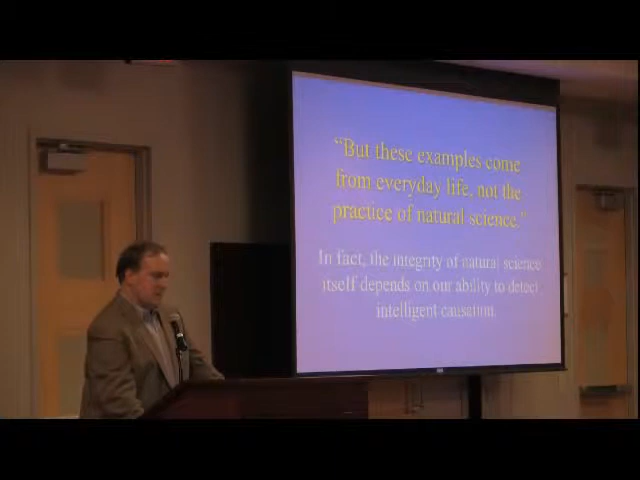 “But these examples come
from everyday life, not the
practice of natural science.”
In fact, the integrity of natural science
itself depends on our ability to detect
intelligent causation.